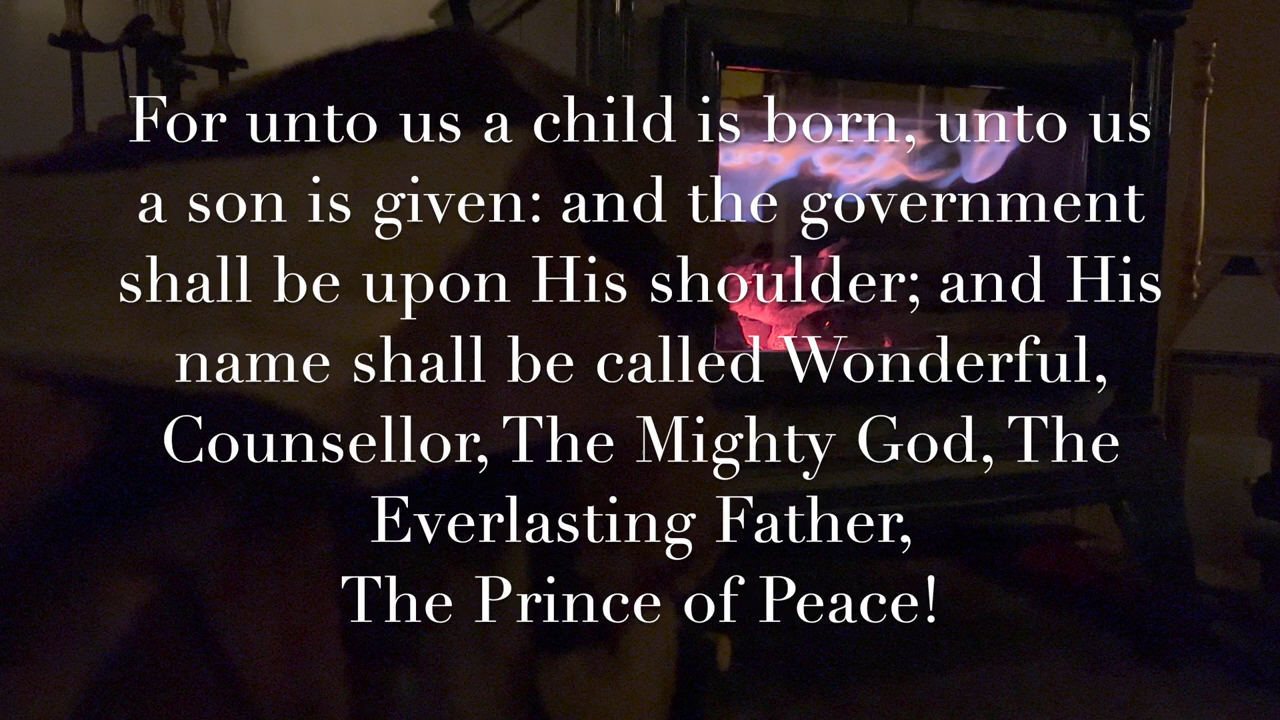 For unto us a child is born, unto us
a son is given: and the government
shall be upon His shoulder; and His
name shall be called Wonderful,
Counsellor, The Mighty God, The
Everlasting Father,
The Prince of Peace!